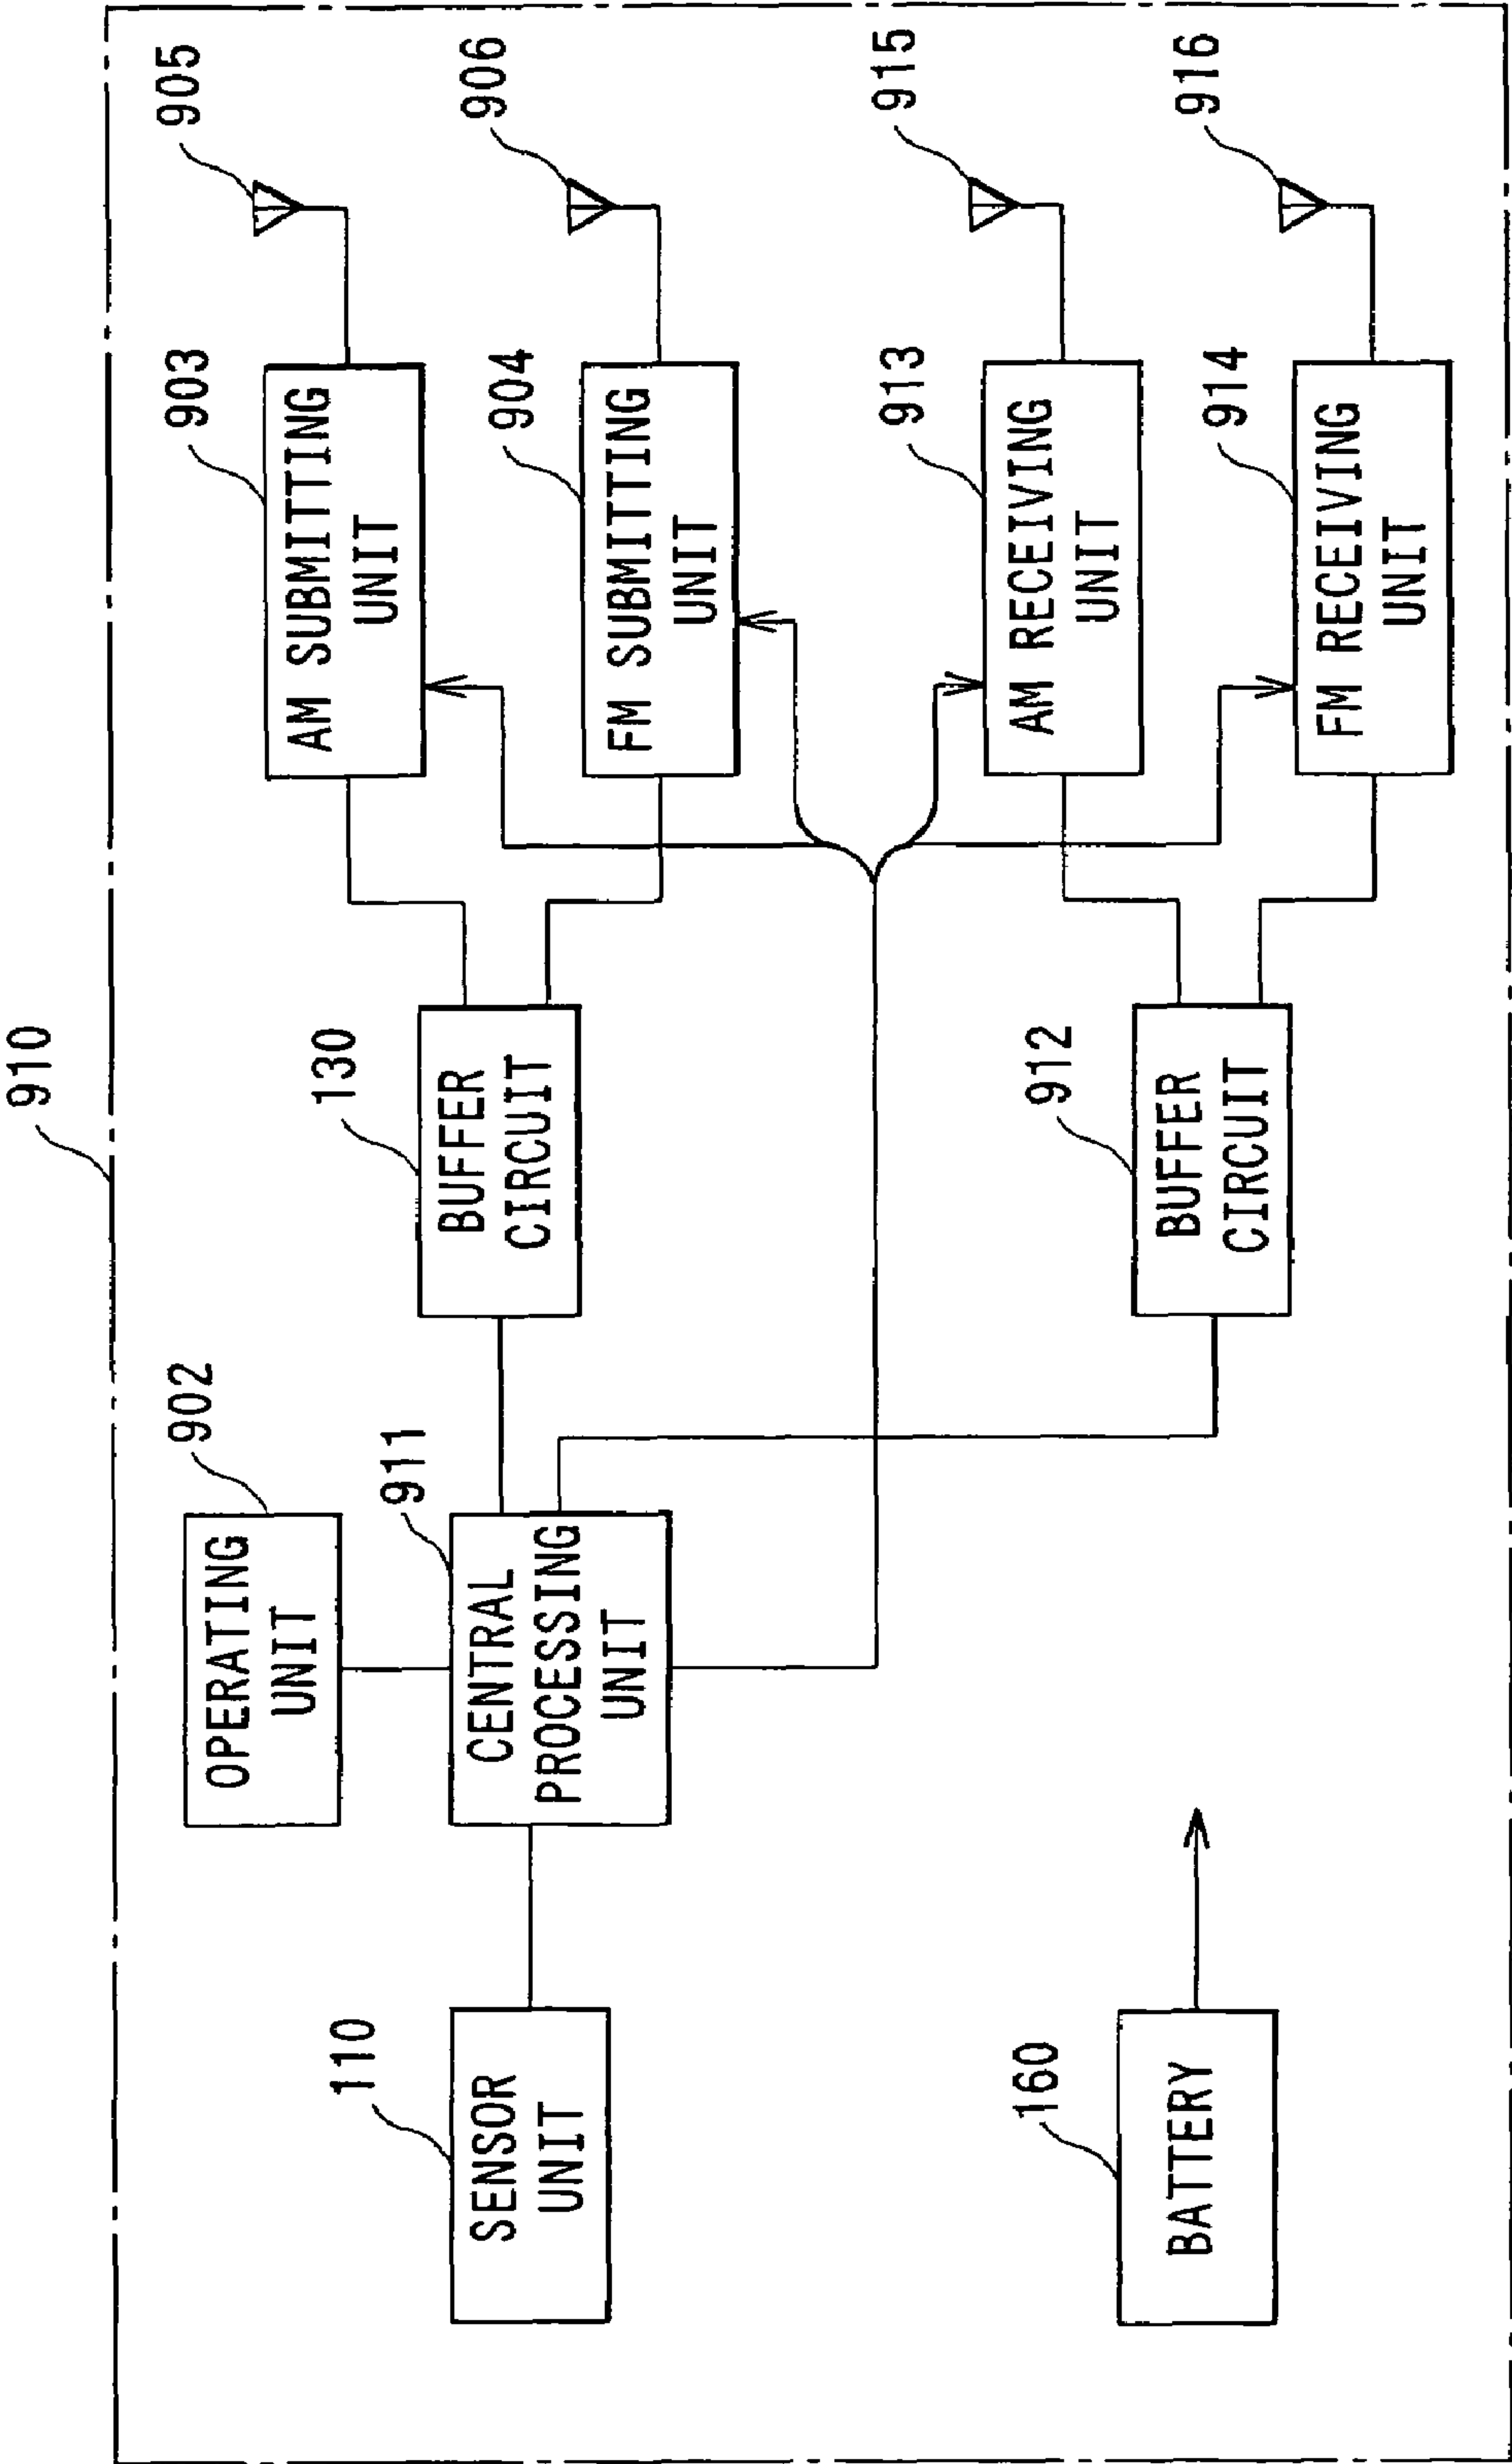 910
905
903
AM SUBMITTING
UNIT
906
904
FM SUBMITTING
UNIT
915
913
AM RECEIVING
UNIT
916
914
FM RECEIVING
UNIT
130
BUFFER
CIRCUIT
912
BUFFER
CIRCUIT
902
OPERATING
UNIT
911
CENTRAL
PROCESSING
UNIT
110
SENSOR
UNIT
160
BATTERY